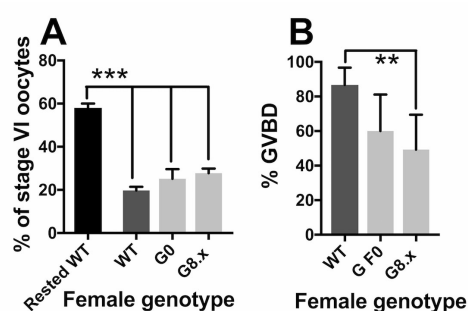 A
% of stage VI oocytes
80
60
40
20
0
***
Rested WT
WT
G0
G8.x
Female genotype
B
% GVBD
100
80
60
40
20
0
**
WT
G F0
G8.x
Female genotype